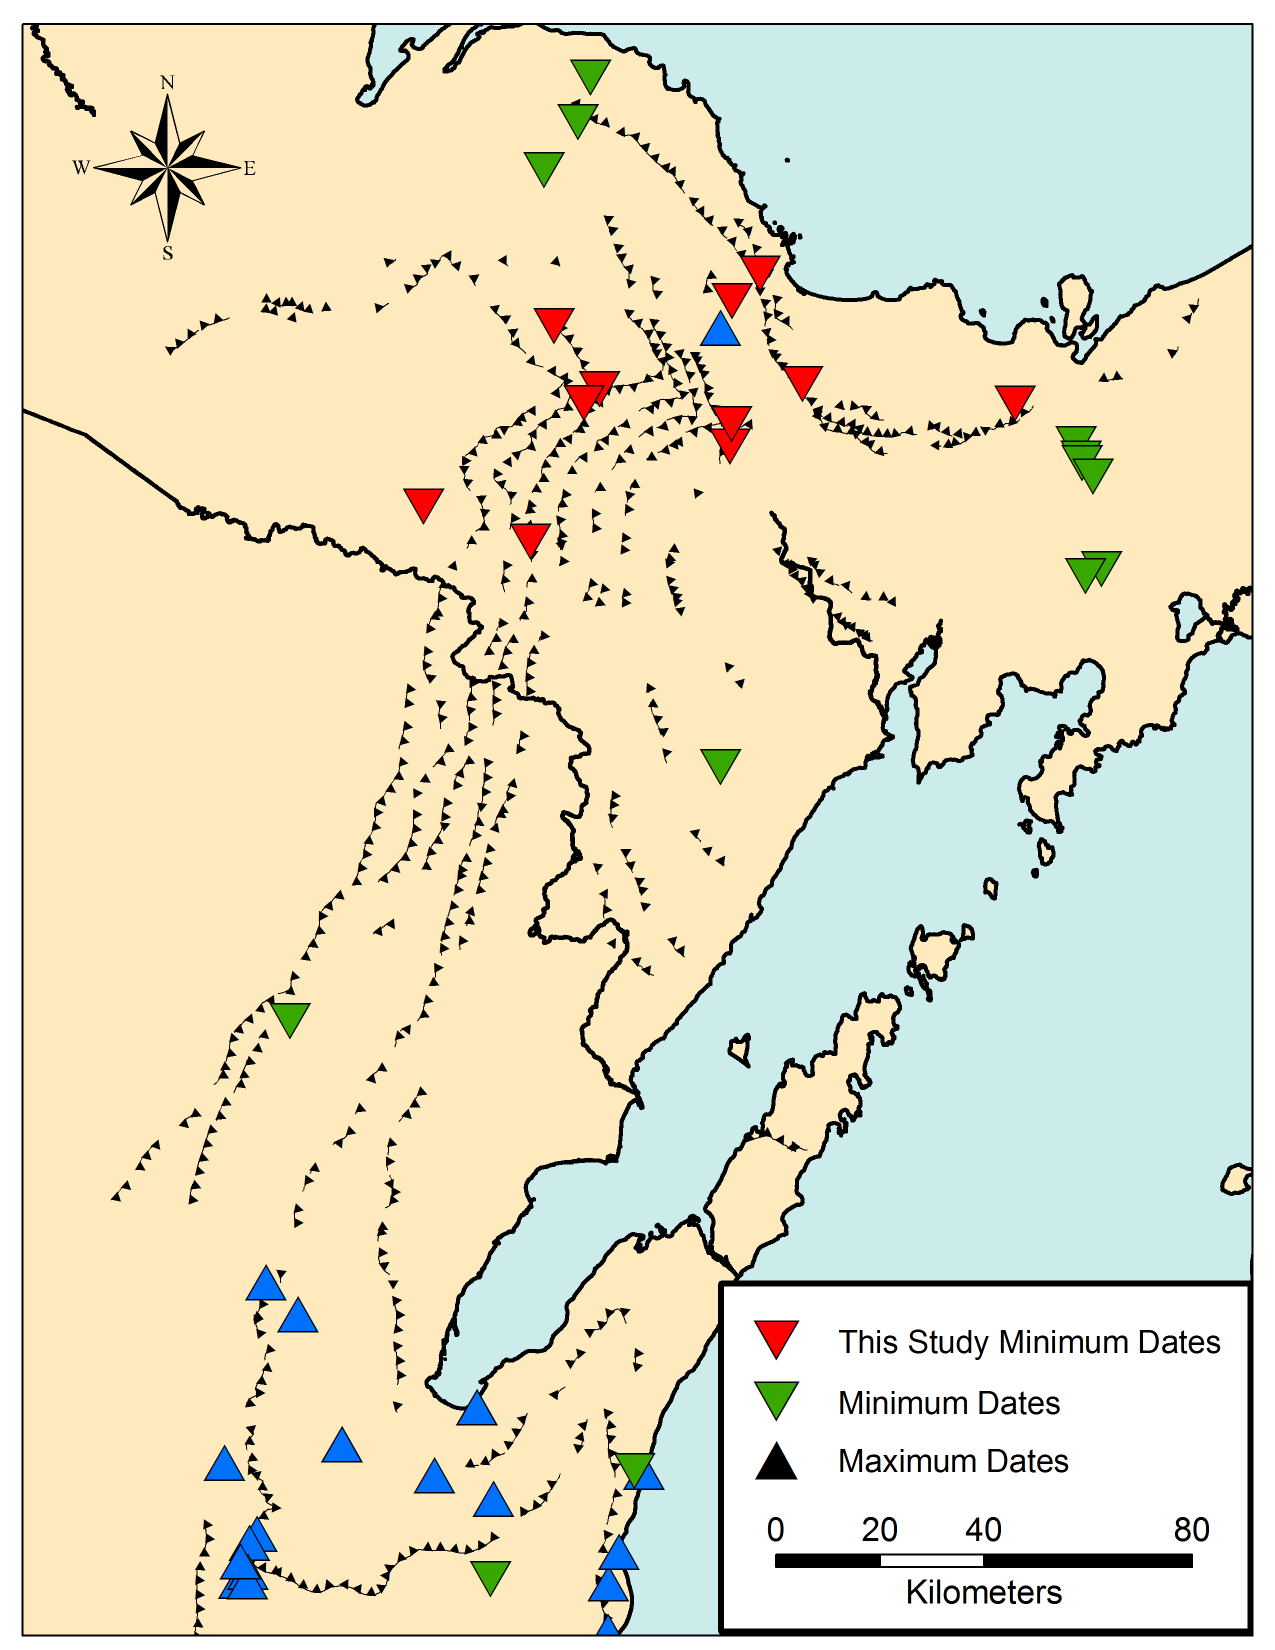 N
W E
S
This Study Minimum Dates
Minimum Dates
Maximum Dates
0 20 40 80
Kilometers